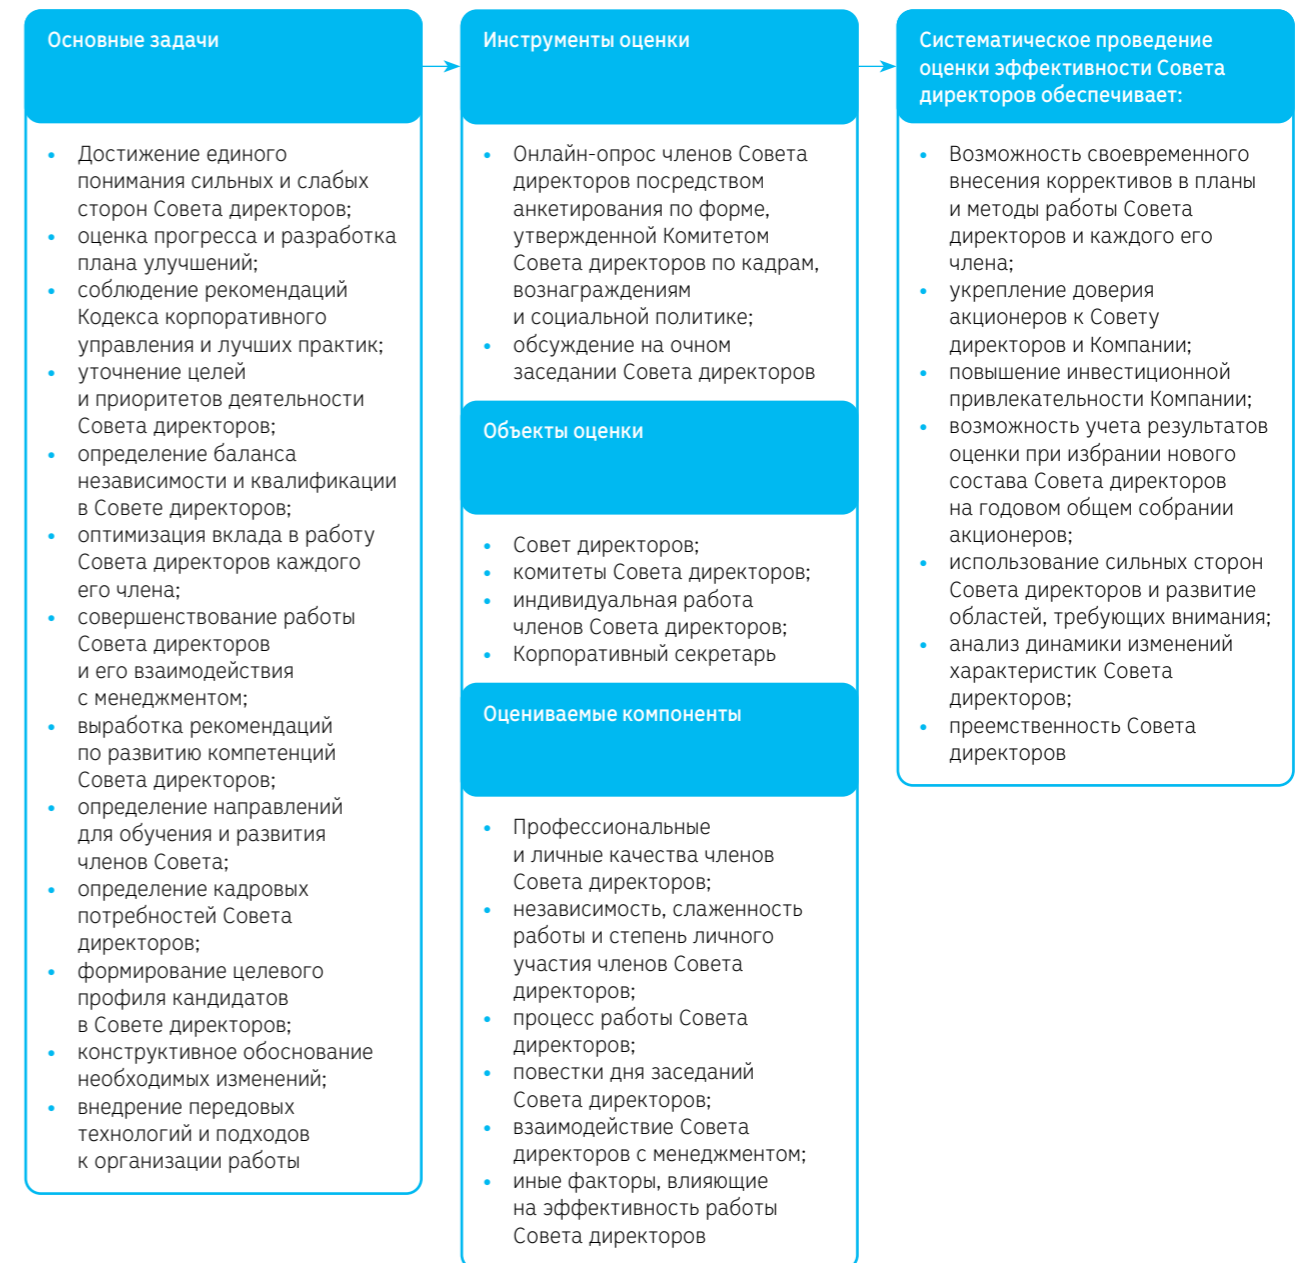 Основные задачи
• Достижение единого
понимания сильных и слабых
сторон Совета директоров;
• оценка прогресса и разработка
плана улучшений;
• соблюдение рекомендаций
Кодекса корпоративного
управления и лучших практик;
• уточнение целей
и приоритетов деятельности
Совета директоров;
• определение баланса
независимости и квалификации
в Совете директоров;
• оптимизация вклада в работу
Совета директоров каждого
его члена;
• совершенствование работы
Совета директоров
и его взаимодействия
с менеджментом;
• выработка рекомендаций
по развитию компетенций
Совета директоров;
• определение направлений
для обучения и развития
членов Совета;
• определение кадровых
потребностей Совета
директоров;
• формирование целевого
профиля кандидатов
в Совете директоров;
• конструктивное обоснование
необходимых изменений;
• внедрение передовых
технологий и подходов
к организации работы
Инструменты оценки
• Онлайн-опрос членов Совета
директоров посредством
анкетирования по форме,
утвержденной Комитетом
Совета директоров по кадрам,
вознаграждениям
и социальной политике;
• обсуждение на очном
заседании Совета директоров
Объекты оценки
• Совет директоров;
• комитеты Совета директоров;
• индивидуальная работа
членов Совета директоров;
• Корпоративный секретарь
Оцениваемые компоненты
• Профессиональные
и личные качества членов
Совета директоров;
• независимость, слаженность
работы и степень личного
участия членов Совета
директоров;
• процесс работы Совета
директоров;
• повестки дня заседаний
Совета директоров;
• взаимодействие Совета
директоров с менеджментом;
• иные факторы, влияющие
на эффективность работы
Совета директоров
Систематическое проведение
оценки эффективности Совета
директоров обеспечивает:
• Возможность своевременного
внесения коррективов в планы
и методы работы Совета
директоров и каждого его
члена;
• укрепление доверия
акционеров к Совету
директоров и Компании;
• повышение инвестиционной
привлекательности Компании;
• возможность учета результатов
оценки при избрании нового
состава Совета директоров
на годовом общем собрании
акционеров;
• использование сильных сторон
Совета директоров и развитие
областей, требующих внимания;
• анализ динамики изменений
характеристик Совета
директоров;
• преемственность Совета
директоров